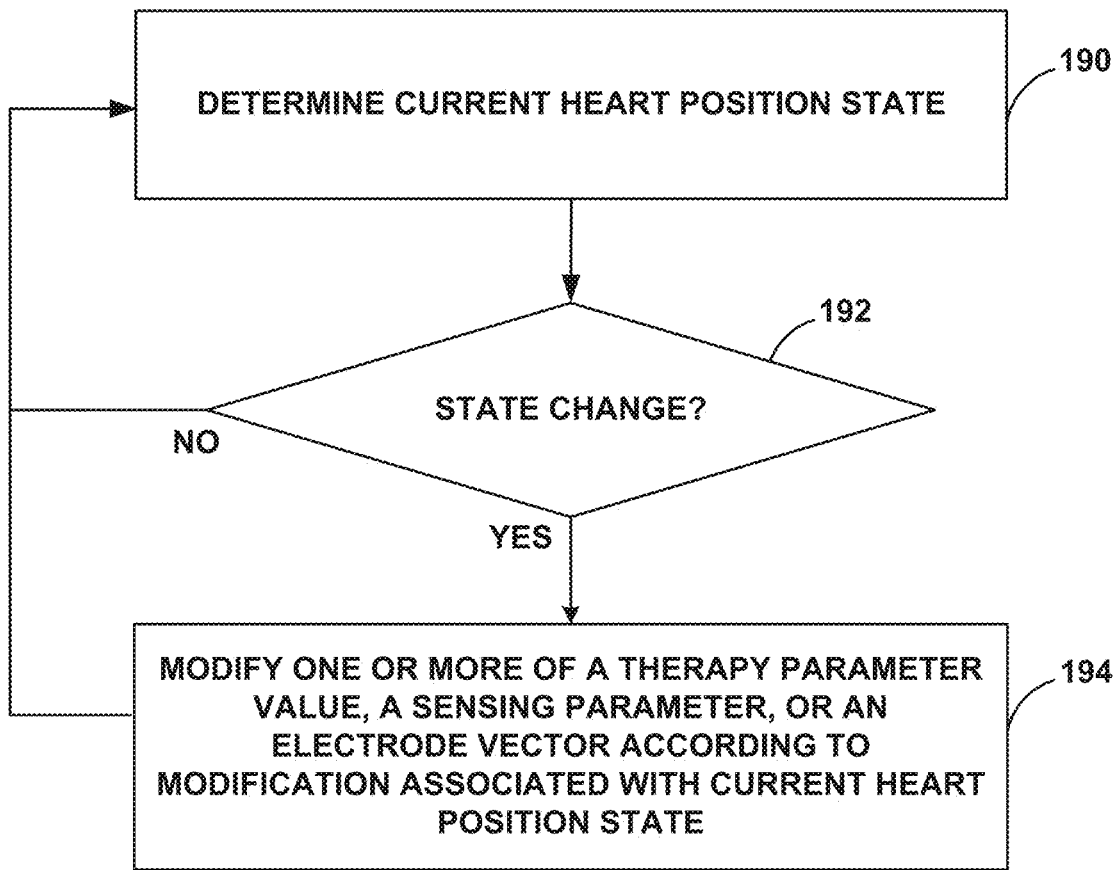 190
DETERMINE CURRENT HEART POSITION STATE
192
STATE CHANGE?
NO
YES
MODIFY ONE OR MORE OF A THERAPY PARAMETER
VALUE, A SENSING PARAMETER, OR AN
ELECTRODE VECTOR ACCORDING TO
MODIFICATION ASSOCIATED WITH CURRENT HEART
POSITION STATE
194